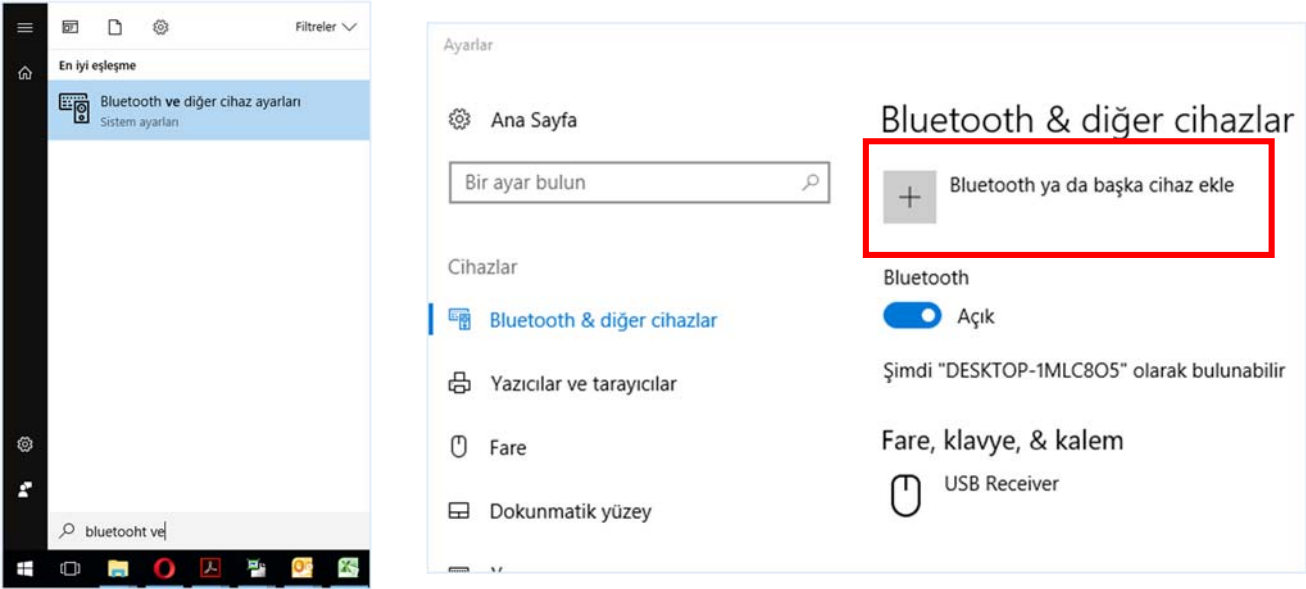 Filtreler
En iyi eşleşme
Bluetooth ve diğer cihaz ayarları
Sistem ayarları
bluetooht ve
Ayarlar
Ana Sayfa
Bir ayar bulun
Cihazlar
Bluetooth & diğer cihazlar
Yazıcılar ve tarayıcılar
Fare
Dokunmatik yüzey
Bluetooth & diğer cihazlar
Bluetooth ya da başka cihaz ekle
Bluetooth
Açık
Şimdi "DESKTOP-1MLC8O5" olarak bulunabilir
Fare, klavye, & kalem
USB Receiver